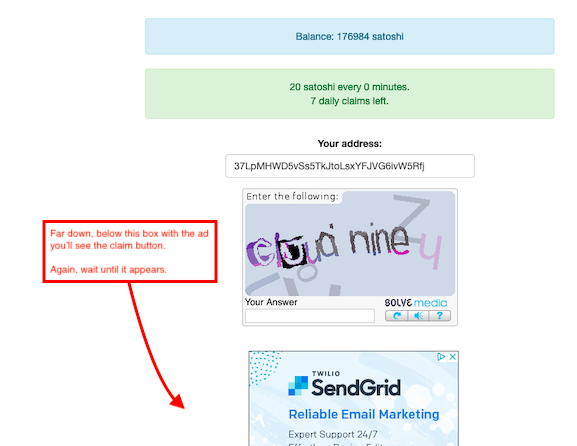 Balance: 176984 satoshi
20 satoshi every 0 minutes.
7 daily claims left.
Your address:
37LpMHWD5vSs5TkJtoLsxYFJVG6ivW5Rfj
Enter the following:
cloud nine
Far down, below this box with the ad
you'll see the claim button.
Again, wait until it appears.
Your Answer
SOLVE media
?
TWILIO
SendGrid
Reliable Email Marketing
Expert Support 24/7